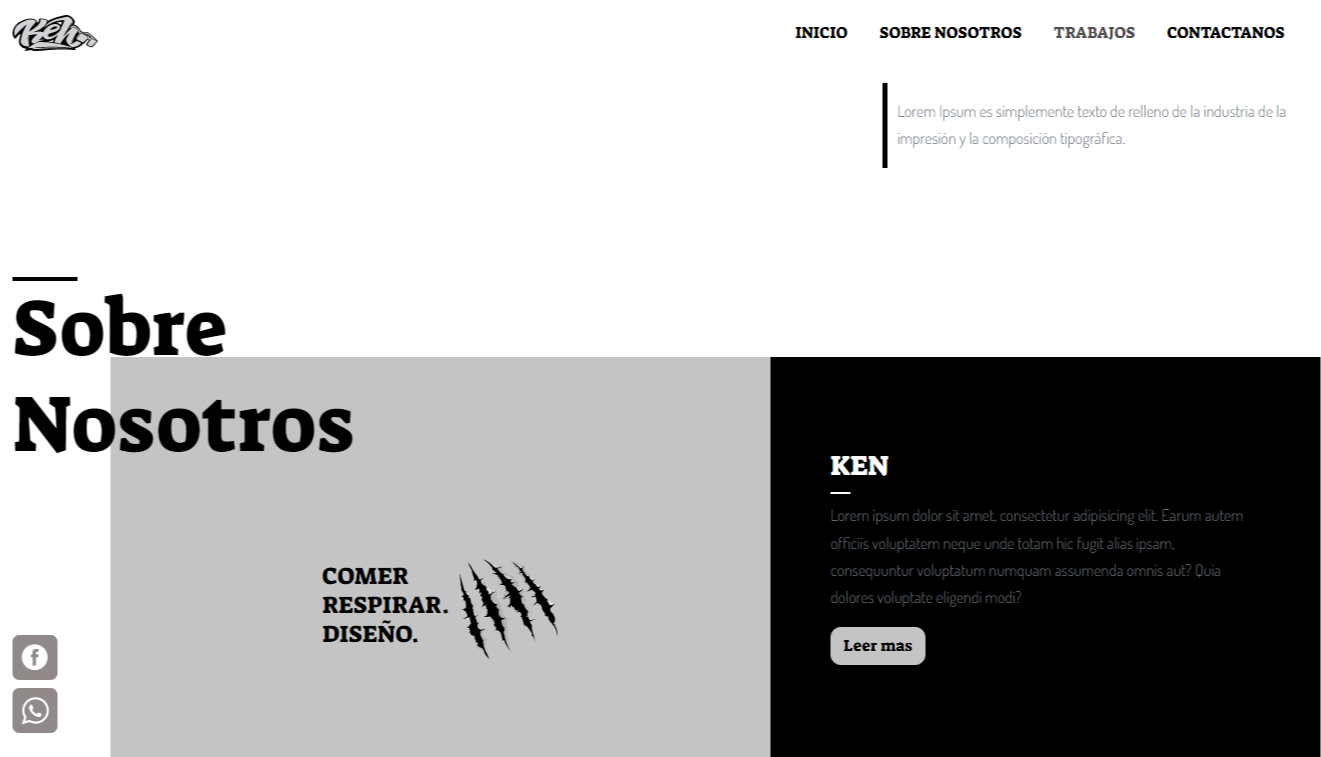 Ken
INICIO SOBRE NOSOTROS TRABAJOS CONTACTANOS
Lorem Ipsum es simplemente texto de relleno de la industria de la
impresión y la composición tipográfica.
Sobre
Nosotros
COMER
RESPIRAR.
DISEÑO.
KEN
Lorem ipsum dolor sit amet, consectetur adipisicing elit. Earum autem
officiis voluptatem neque unde totam hic fugit alias ipsam,
consequuntur voluptatum numquam assumenda omnis aut? Quia
dolores voluptate eligendi modi?
Leer mas